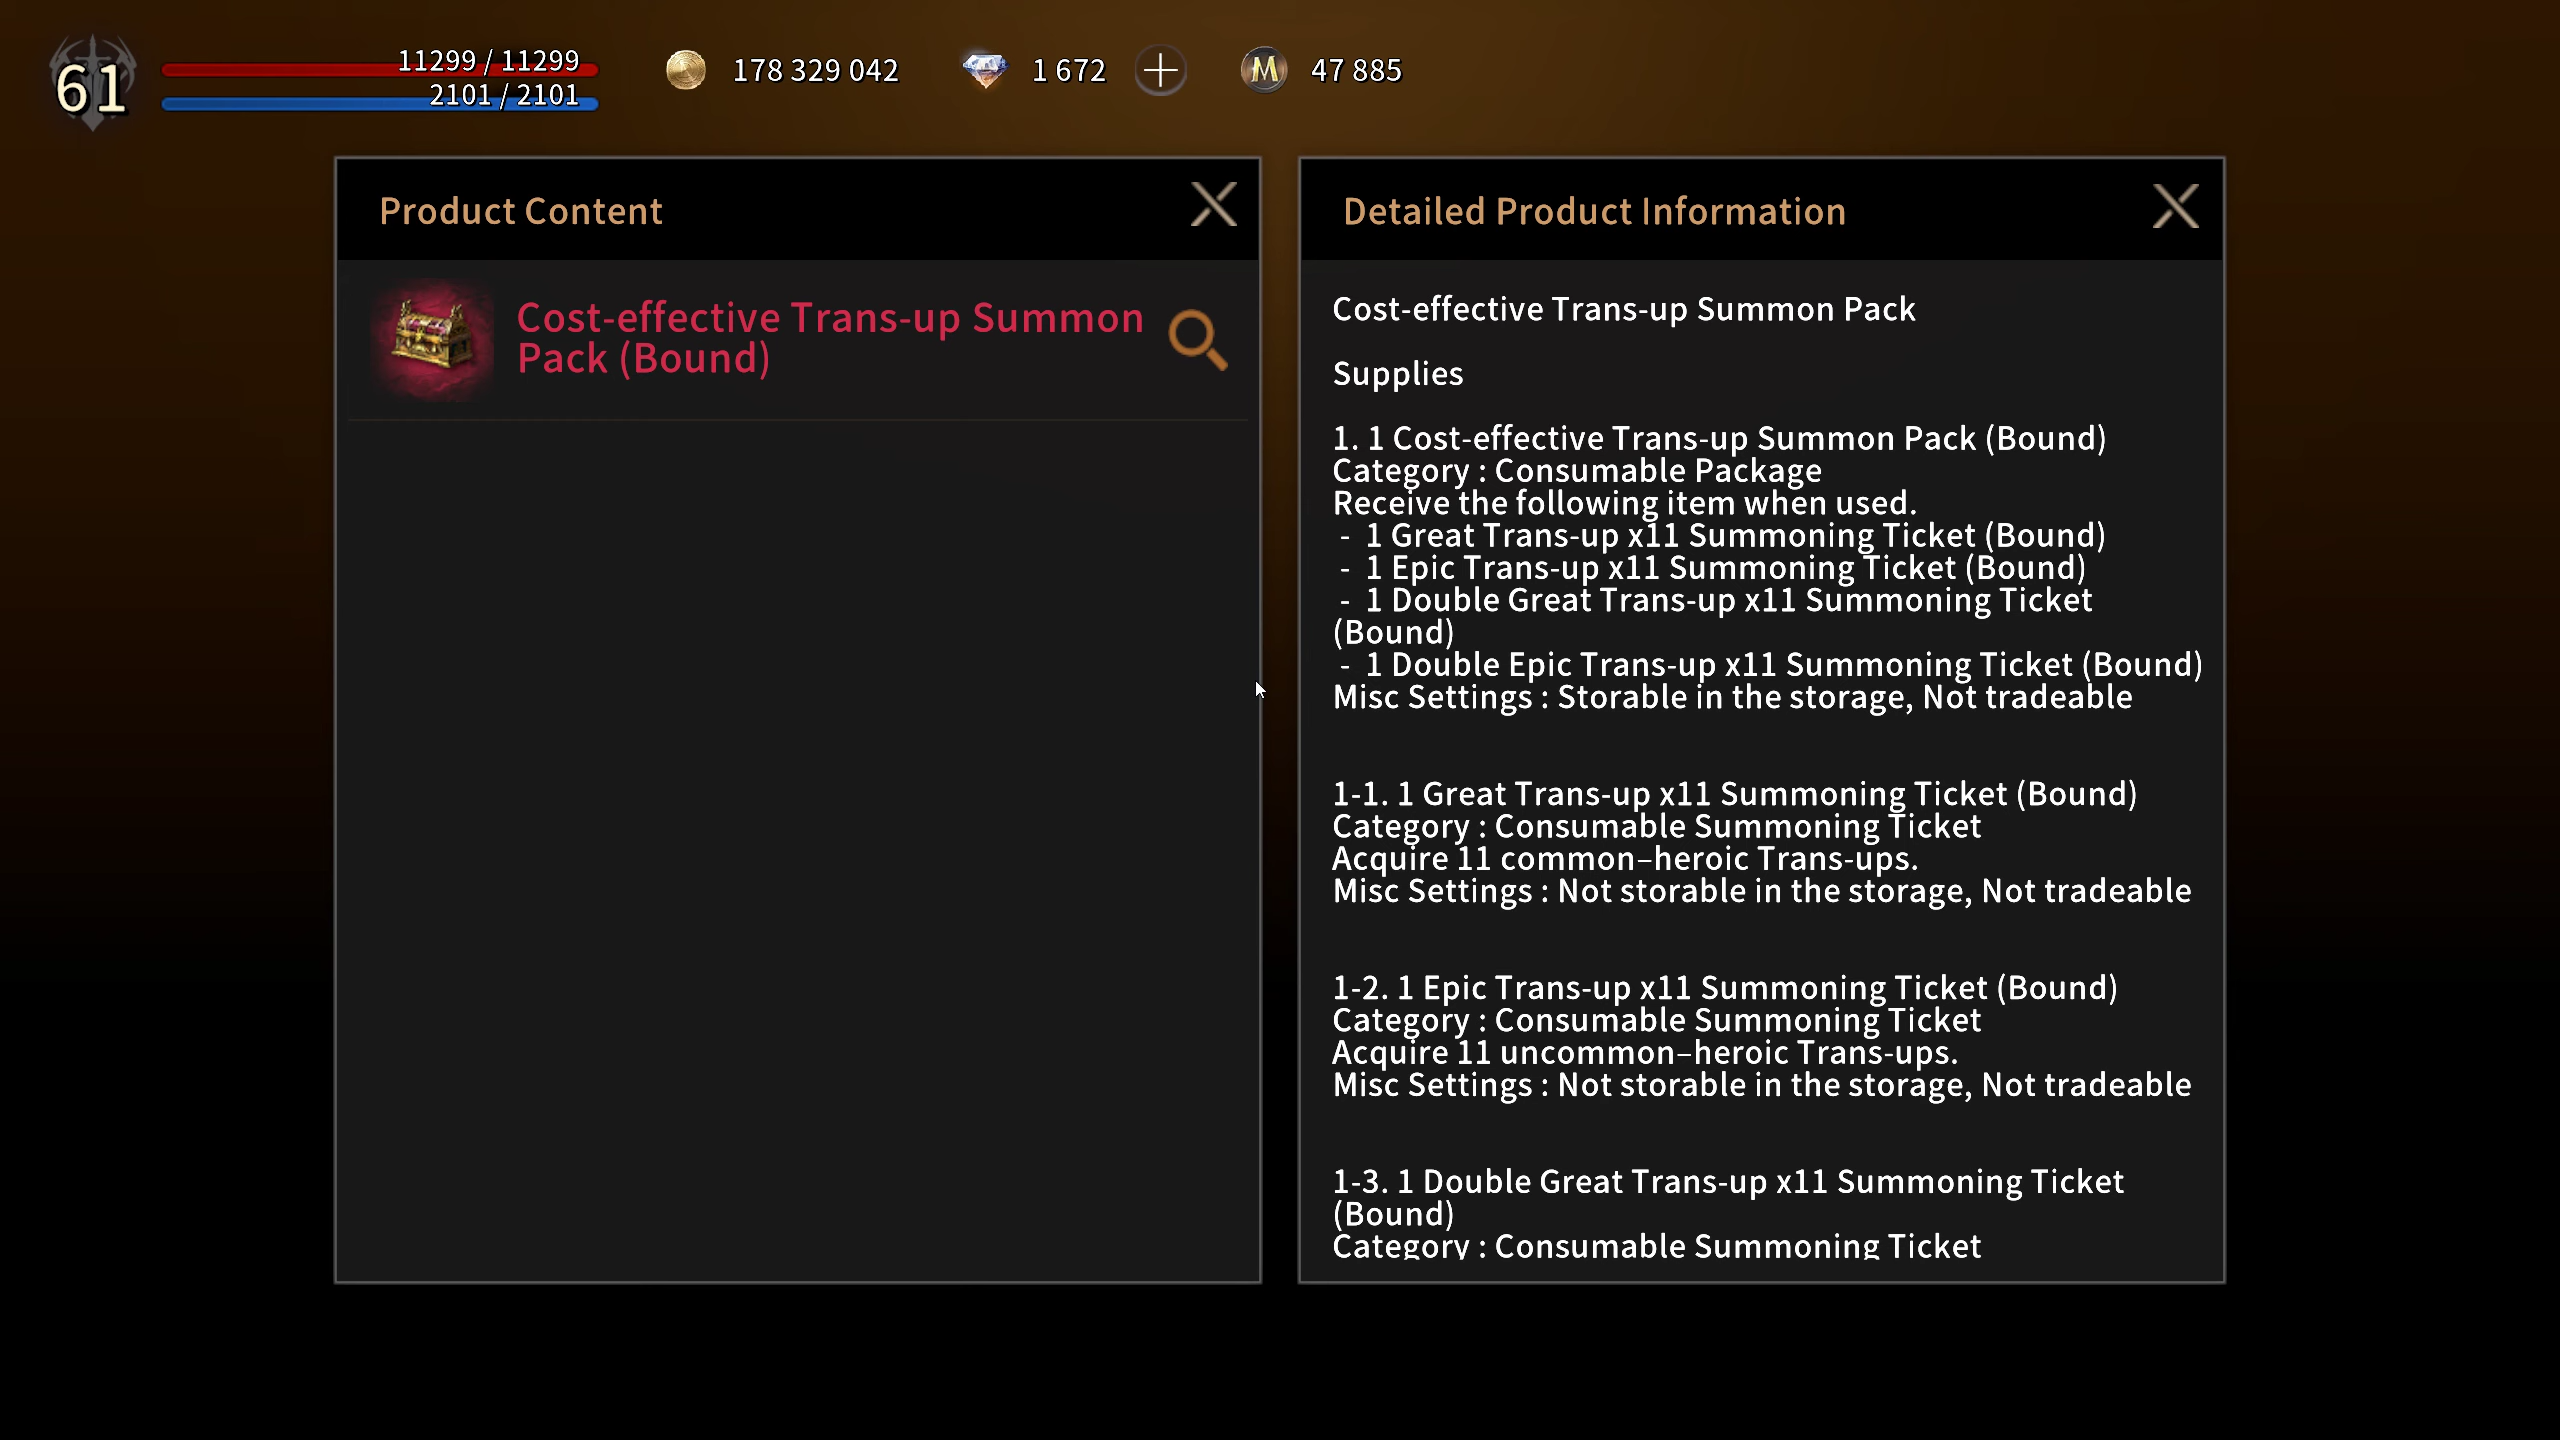 61
11299 / 11299
2101 / 2101
178 329 042
1 672
M
47 885
Product Content
Cost-effective Trans-up Summon
Pack (Bound)
Detailed Product Information
Cost-effective Trans-up Summon Pack
Supplies
1. 1 Cost-effective Trans-up Summon Pack (Bound)
Category : Consumable Package
Receive the following item when used.
- 1 Great Trans-up x11 Summoning Ticket (Bound)
- 1 Epic Trans-up x11 Summoning Ticket (Bound)
- 1 Double Great Trans-up x11 Summoning Ticket
(Bound)
- 1 Double Epic Trans-up x11 Summoning Ticket (Bound)
Misc Settings : Storable in the storage, Not tradeable
1-1. 1 Great Trans-up x11 Summoning Ticket (Bound)
Category : Consumable Summoning Ticket
Acquire 11 common–heroic Trans-ups.
Misc Settings : Not storable in the storage, Not tradeable
1-2. 1 Epic Trans-up x11 Summoning Ticket (Bound)
Category : Consumable Summoning Ticket
Acquire 11 uncommon–heroic Trans-ups.
Misc Settings : Not storable in the storage, Not tradeable
1-3. 1 Double Great Trans-up x11 Summoning Ticket
(Bound)
Category : Consumable Summoning Ticket